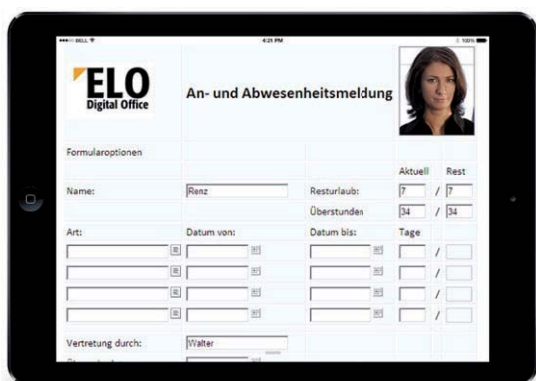 BELL 4:21 PM 100%
ELO
Digital Office
An- und Abwesenheitsmeldung
Formularoptionen
Aktuell Rest
Name: Renz Resturlaub: 7 / 7
Überstunden 34 / 34
Art: Datum von: Datum bis: Tage
/
/
/
/
Vertretung durch: Walter